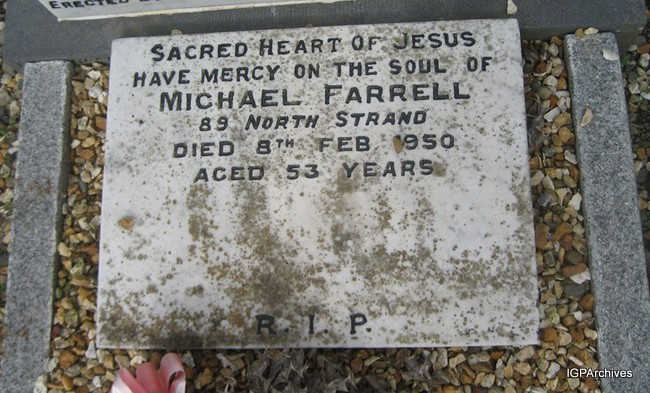 ERECTED
SACRED HEART OF JESUS
HAVE MERCY ON THE SOUL OF
MICHAEL FARRELL
89 NORTH STRAND
DIED 8TH FEB 1950
AGED 53 YEARS
R. I. P.
IGPArchives